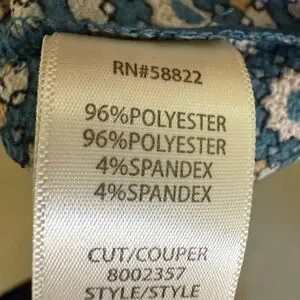 RN#58822
96%POLYESTER
96%POLYESTER
4%SPANDEX
4%SPANDEX
CUT/COUPER
8002357
STYLE/STYLE